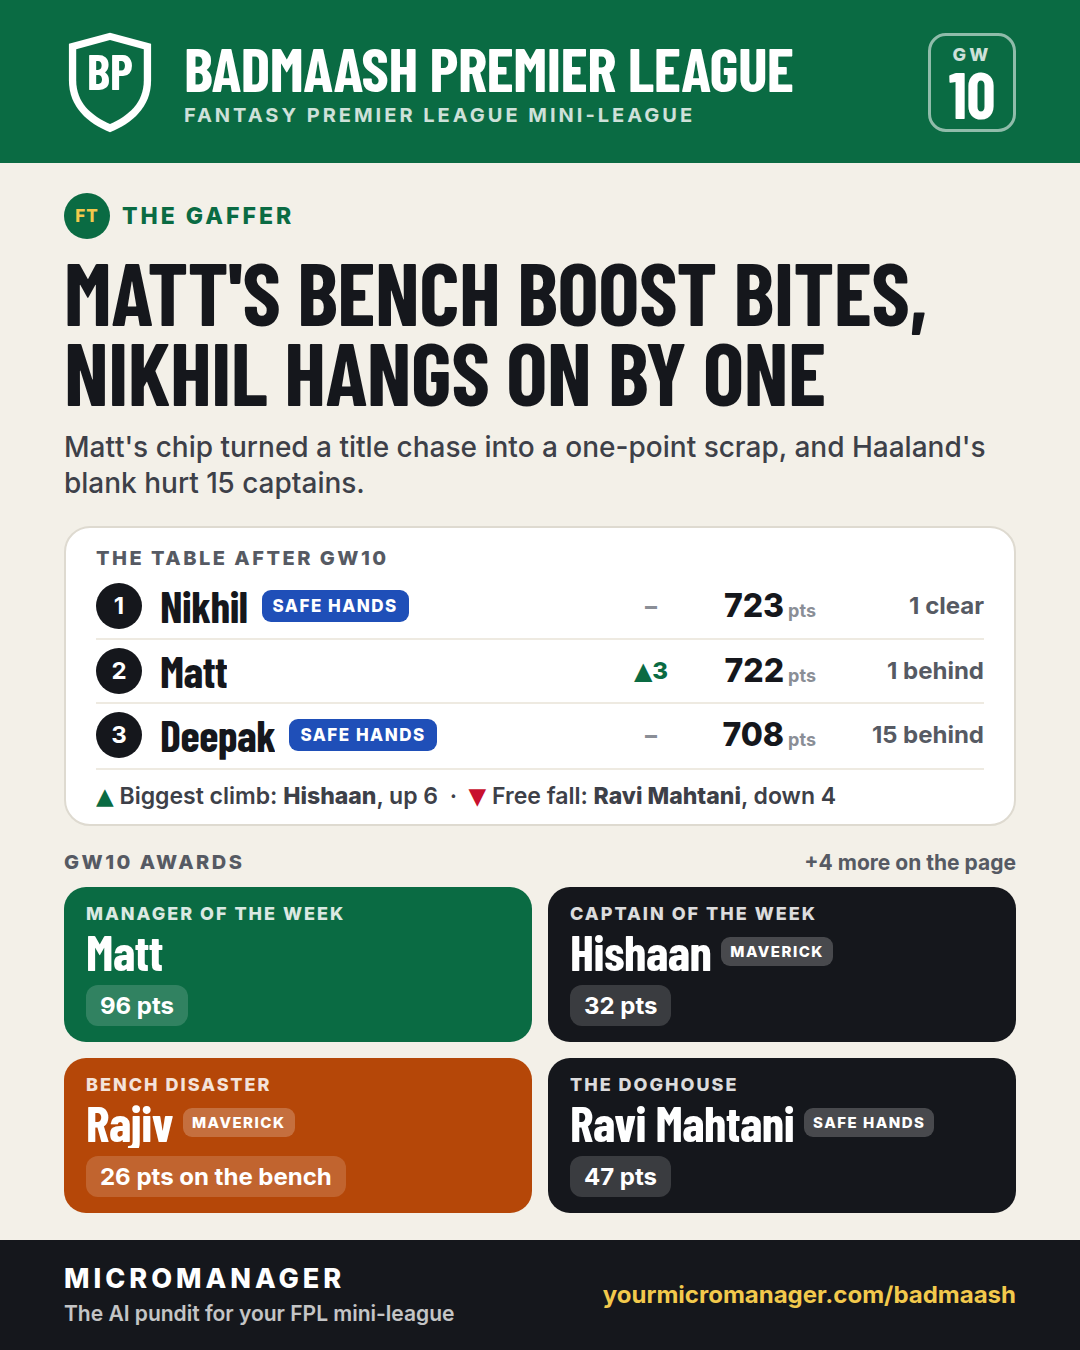 BP
BADMAASH PREMIER LEAGUE
FANTASY PREMIER LEAGUE MINI-LEAGUE
GW
10
FT THE GAFFER
MATT'S BENCH BOOST BITES,
NIKHIL HANGS ON BY ONE
Matt's chip turned a title chase into a one-point scrap, and Haaland's
blank hurt 15 captains.
THE TABLE AFTER GW10
1 Nikhil SAFE HANDS – 723 pts 1 clear
2 Matt ▲3 722 pts 1 behind
3 Deepak SAFE HANDS – 708 pts 15 behind
▲ Biggest climb: Hishaan, up 6 · ▼ Free fall: Ravi Mahtani, down 4
GW10 AWARDS +4 more on the page
MANAGER OF THE WEEK
Matt
96 pts
CAPTAIN OF THE WEEK
Hishaan MAVERICK
32 pts
BENCH DISASTER
Rajiv MAVERICK
26 pts on the bench
THE DOGHOUSE
Ravi Mahtani SAFE HANDS
47 pts
MICROMANAGER
The AI pundit for your FPL mini-league
yourmicromanager.com/badmaash